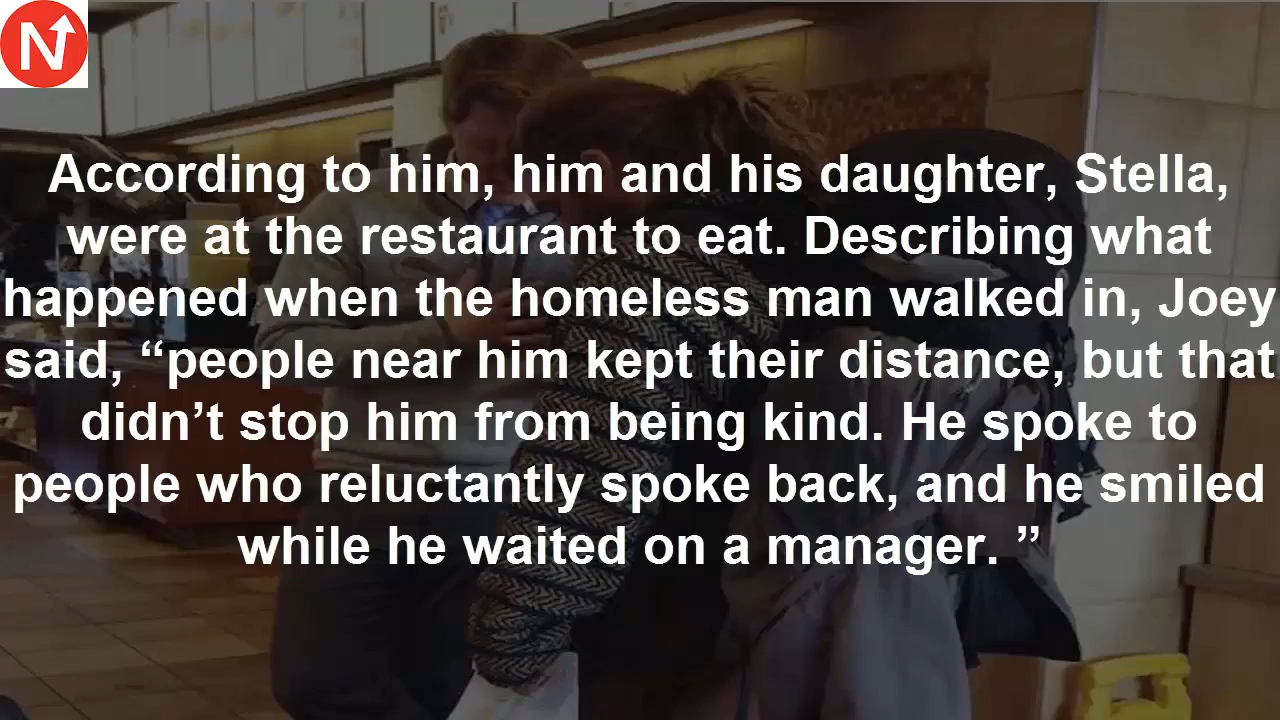 N
According to him, him and his daughter, Stella,
were at the restaurant to eat. Describing what
happened when the homeless man walked in, Joey
said, “people near him kept their distance, but that
didn’t stop him from being kind. He spoke to
people who reluctantly spoke back, and he smiled
while he waited on a manager. ”